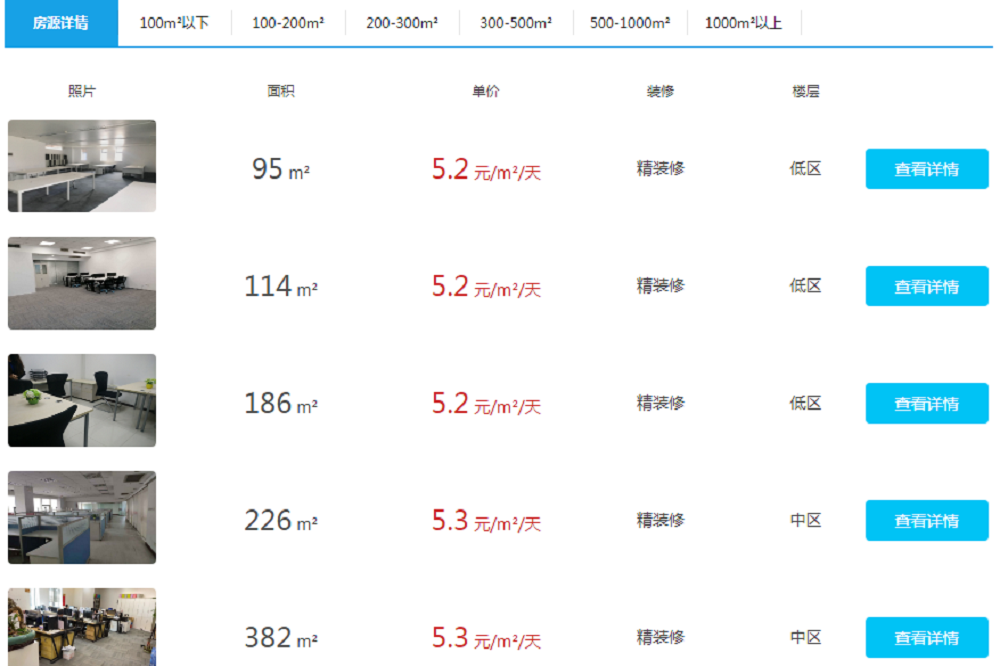 房源详情 100m²以下 100-200m² 200-300m² 300-500m² 500-1000m² 1000m²以上
照片 面积 单价 装修 楼层
95 m² 5.2 元/m²/天 精装修 低区 查看详情
114 m² 5.2 元/m²/天 精装修 低区 查看详情
186 m² 5.2 元/m²/天 精装修 低区 查看详情
226 m² 5.3 元/m²/天 精装修 中区 查看详情
382 m² 5.3 元/m²/天 精装修 中区 查看详情